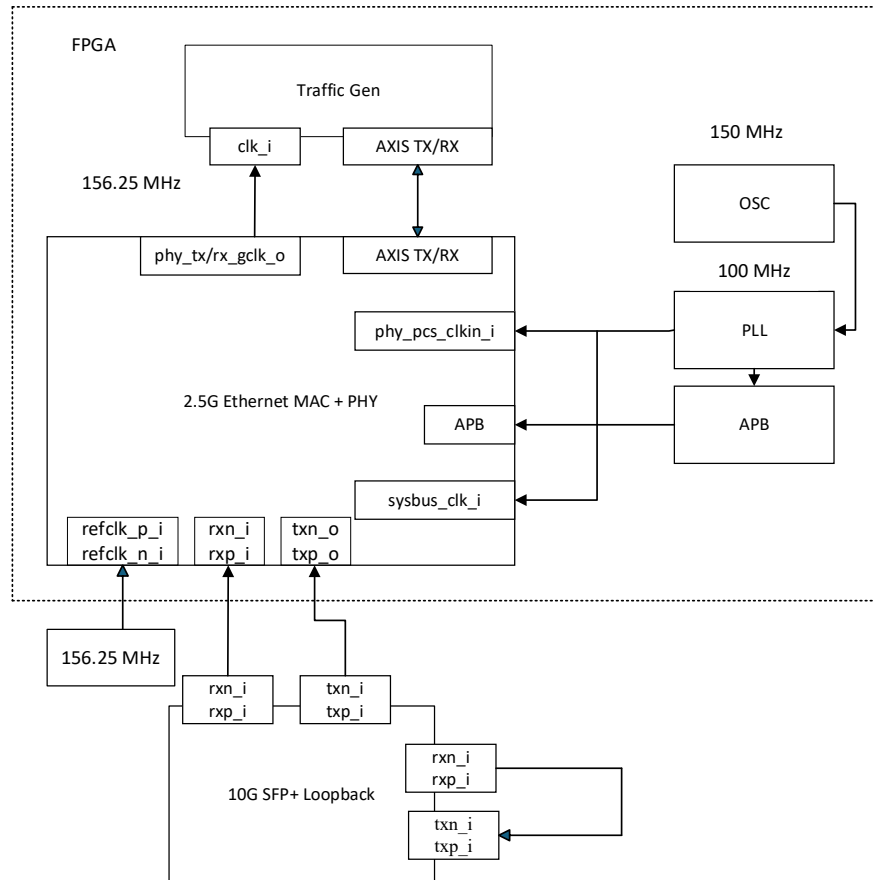 FPGA
Traffic Gen
clk_i
AXIS TX/RX
150 MHz
156.25 MHz
OSC
phy_tx/rx_gclk_o
AXIS TX/RX
100 MHz
phy_pcs_clkin_i
PLL
2.5G Ethernet MAC + PHY
APB
APB
sysbus_clk_i
refclk_p_i
refclk_n_i
rxn_i
rxp_i
txn_o
txp_o
156.25 MHz
rxn_i
rxp_i
txn_i
txp_i
rxn_i
rxp_i
10G SFP+ Loopback
txn_i
txp_i